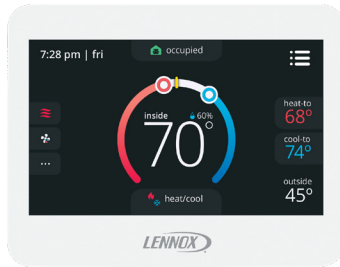 7:28 pm | fri
occupied
inside
60%
70°
heat-to
68°
cool-to
74°
outside
45°
heat/cool
LENNOX